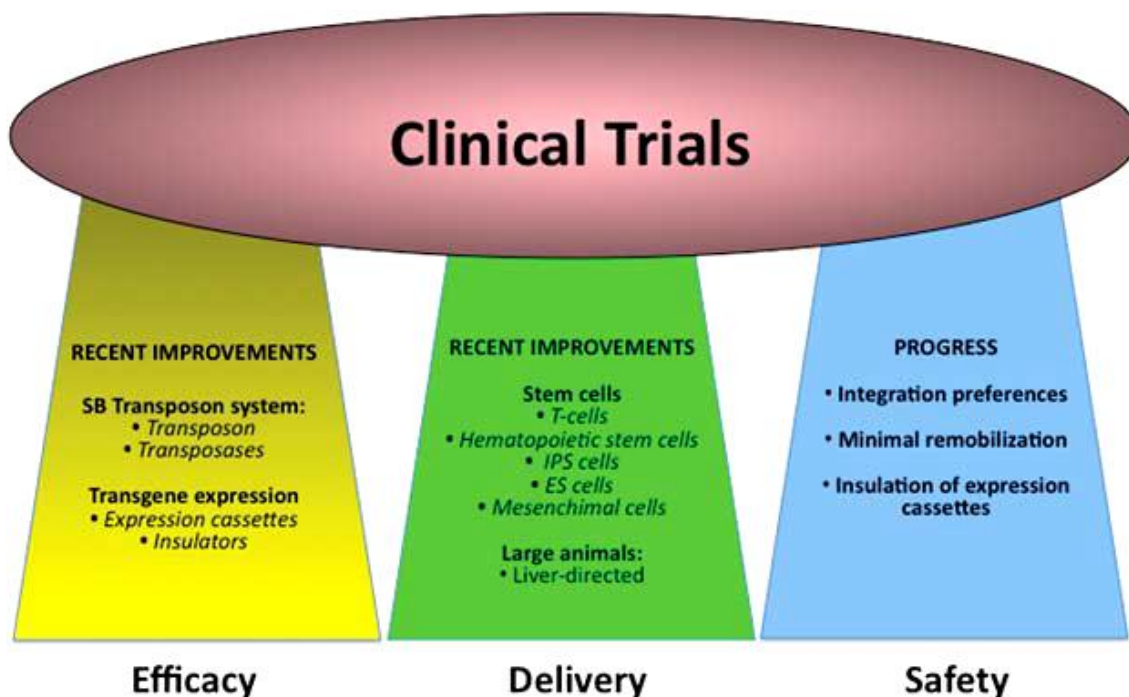 Clinical Trials
RECENT IMPROVEMENTS
SB Transposon system:
• Transposon
• Transposases
Transgene expression
• Expression cassettes
• Insulators
Efficacy
RECENT IMPROVEMENTS
Stem cells
• T-cells
• Hematopoietic stem cells
• IPS cells
• ES cells
• Mesenchimal cells
Large animals:
• Liver-directed
Delivery
PROGRESS
• Integration preferences
• Minimal remobilization
• Insulation of expression
cassettes
Safety